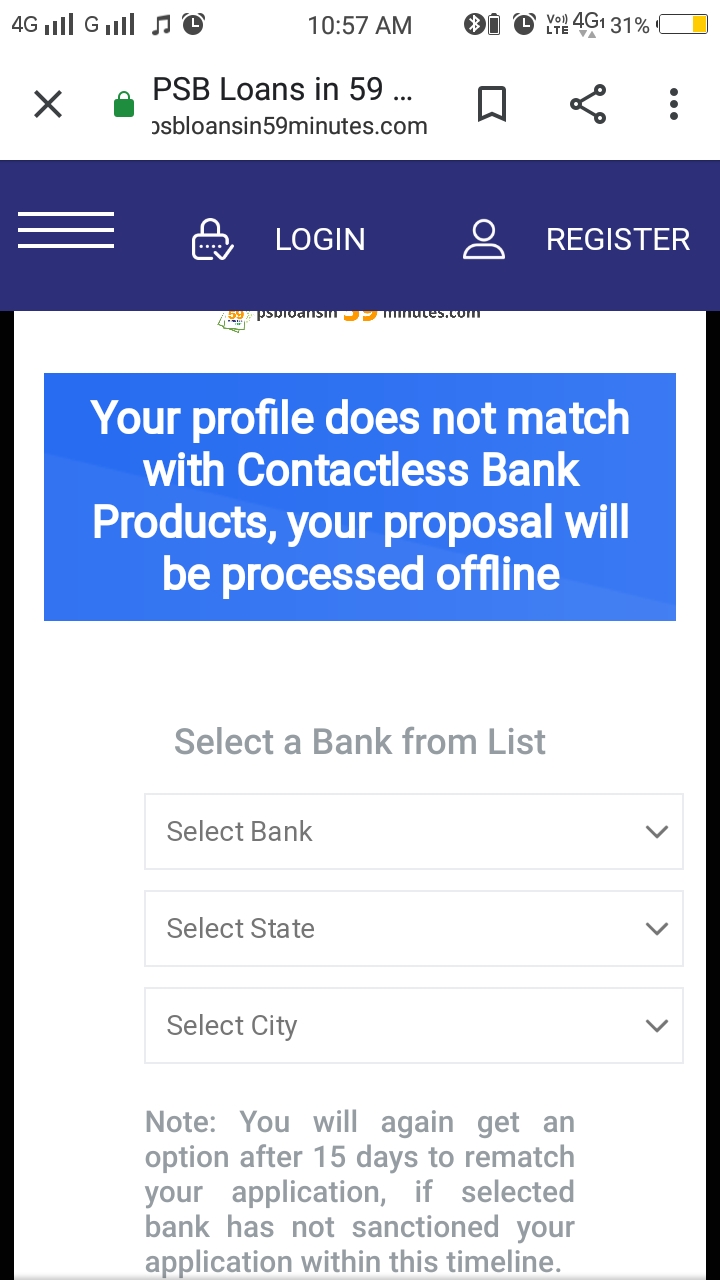 4G G 10:57 AM Vo)) LTE 4G1 31%
PSB Loans in 59 ...
psbloansin59minutes.com
LOGIN REGISTER
59 psbloansin 59 minutes.com
Your profile does not match
with Contactless Bank
Products, your proposal will
be processed offline
Select a Bank from List
Select Bank
Select State
Select City
Note: You will again get an
option after 15 days to rematch
your application, if selected
bank has not sanctioned your
application within this timeline.